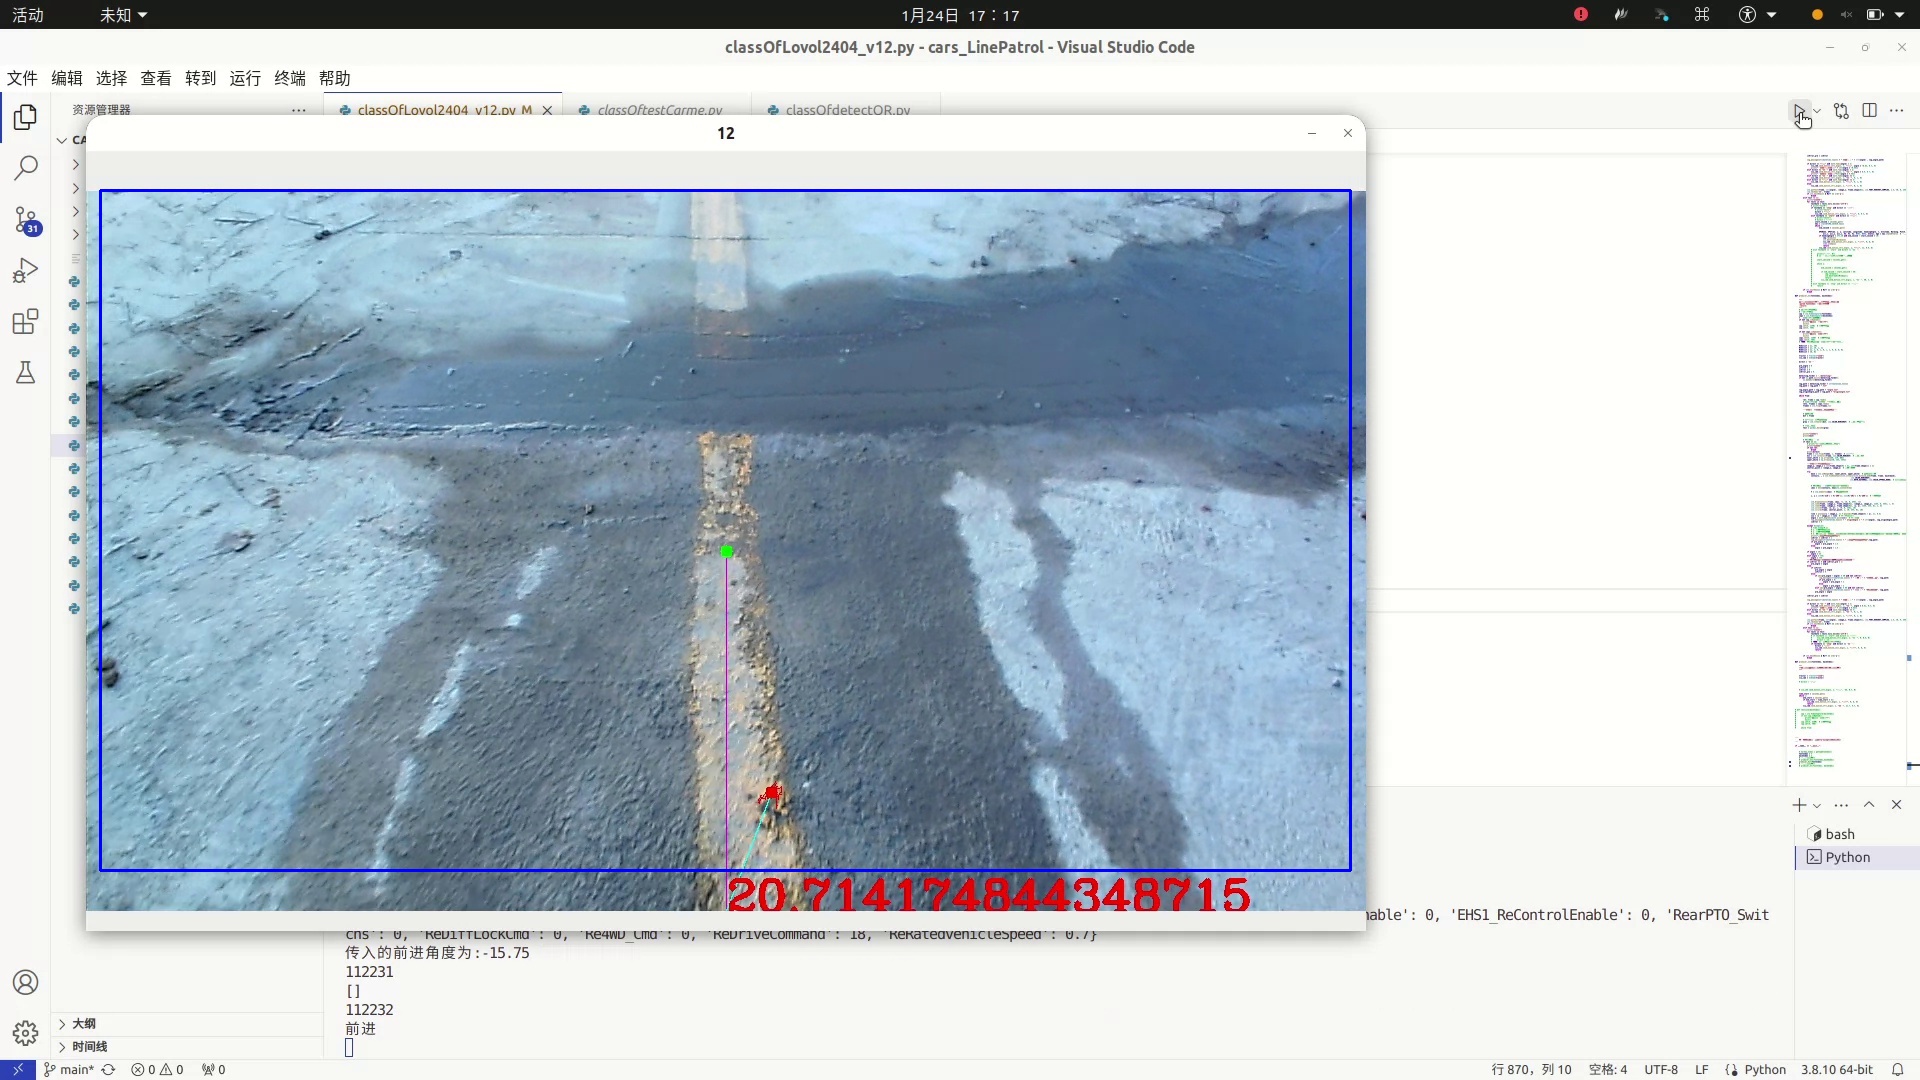 活动
未知
1月24日 17：17
classOfLovol2404_v12.py - cars_LinePatrol - Visual Studio Code
文件 编辑 选择 查看 转到 运行 终端 帮助
资源管理器
classOfLovol2404_v12.py M
classOftestCarme.py
classOfdetectQR.py
CA
12
31
20.714174844348715
bash
Python
nable': 0, 'EHS1_ReControlEnable': 0, 'RearPTO_Swit
chs': 0, 'ReDiffLockCmd': 0, 'Re4WD_Cmd': 0, 'ReDriveCommand': 18, 'ReRatedVehicleSpeed': 0.7}
传入的前进角度为:-15.75
112231
[]
112232
前进
大纲
时间线
main*
0 0
0
行 870，列 10
空格: 4
UTF-8
LF
Python
3.8.10 64-bit